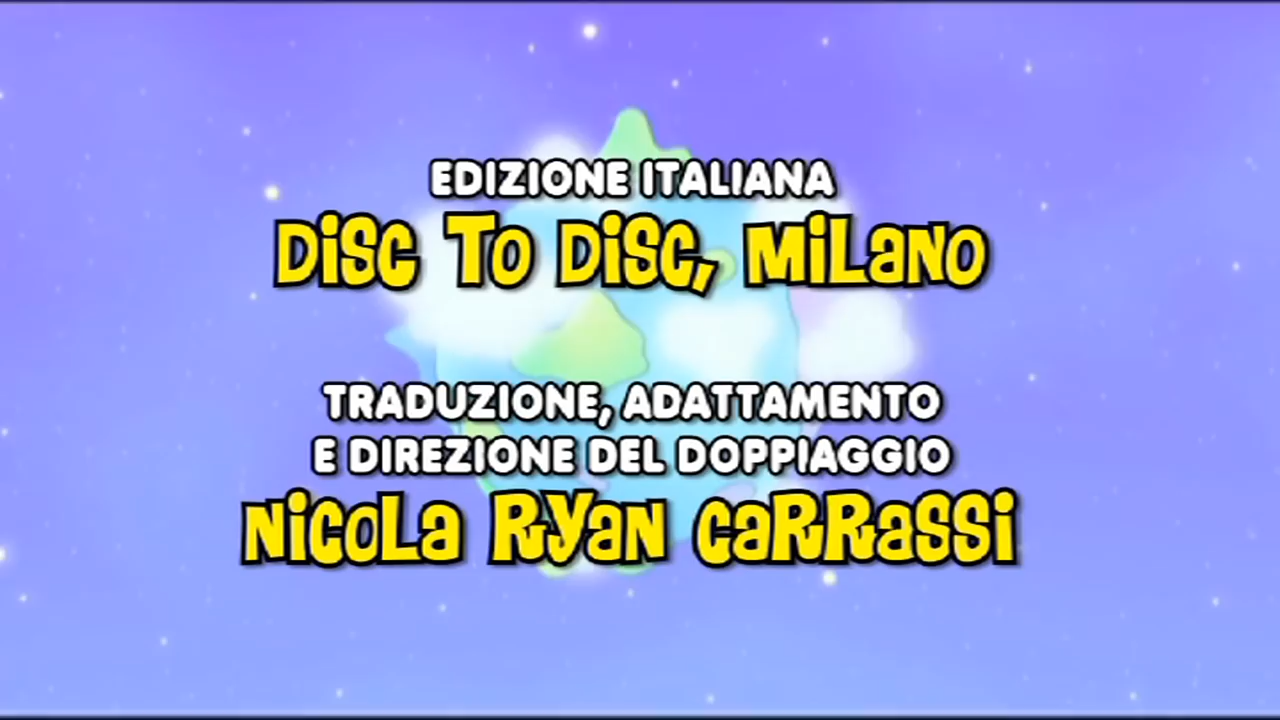 EDIZIONE ITALIANA
DiSC To DiSC, MiLaNO
TRADUZIONE, ADATTAMENTO
E DIREZIONE DEL DOPPIAGGIO
NiCOLa RYaN CaRRaSSi